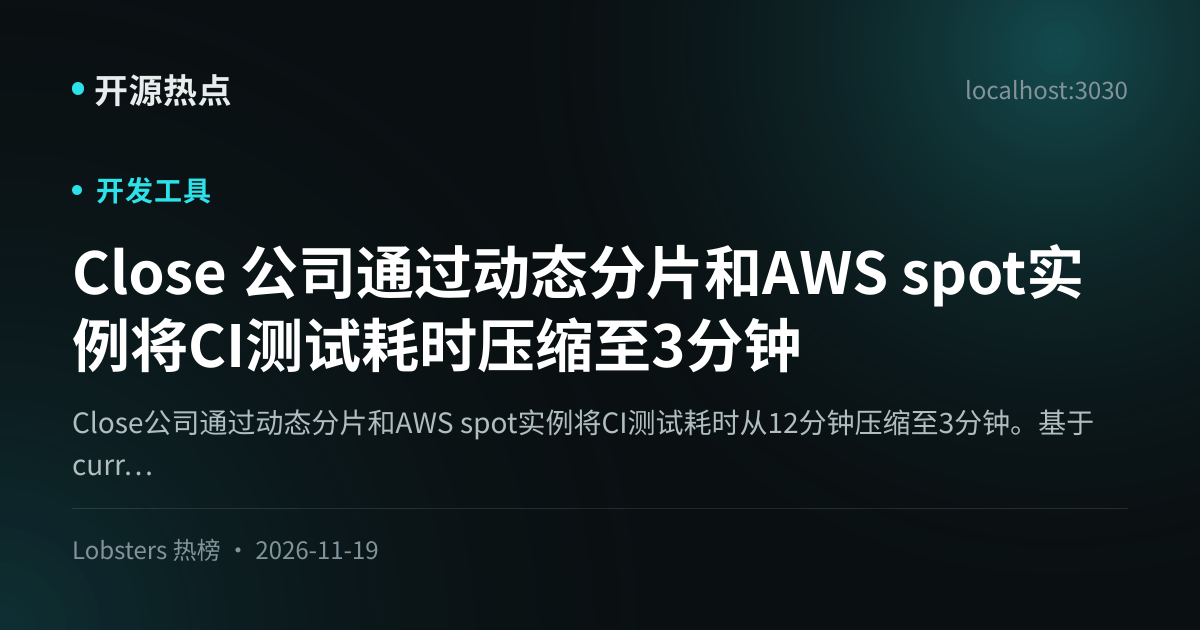 开源热点
localhost:3030
开发工具
Close 公司通过动态分片和AWS spot实
例将CI测试耗时压缩至3分钟
Close公司通过动态分片和AWS spot实例将CI测试耗时从12分钟压缩至3分钟。基于
curr…
Lobsters 热榜 · 2026-11-19